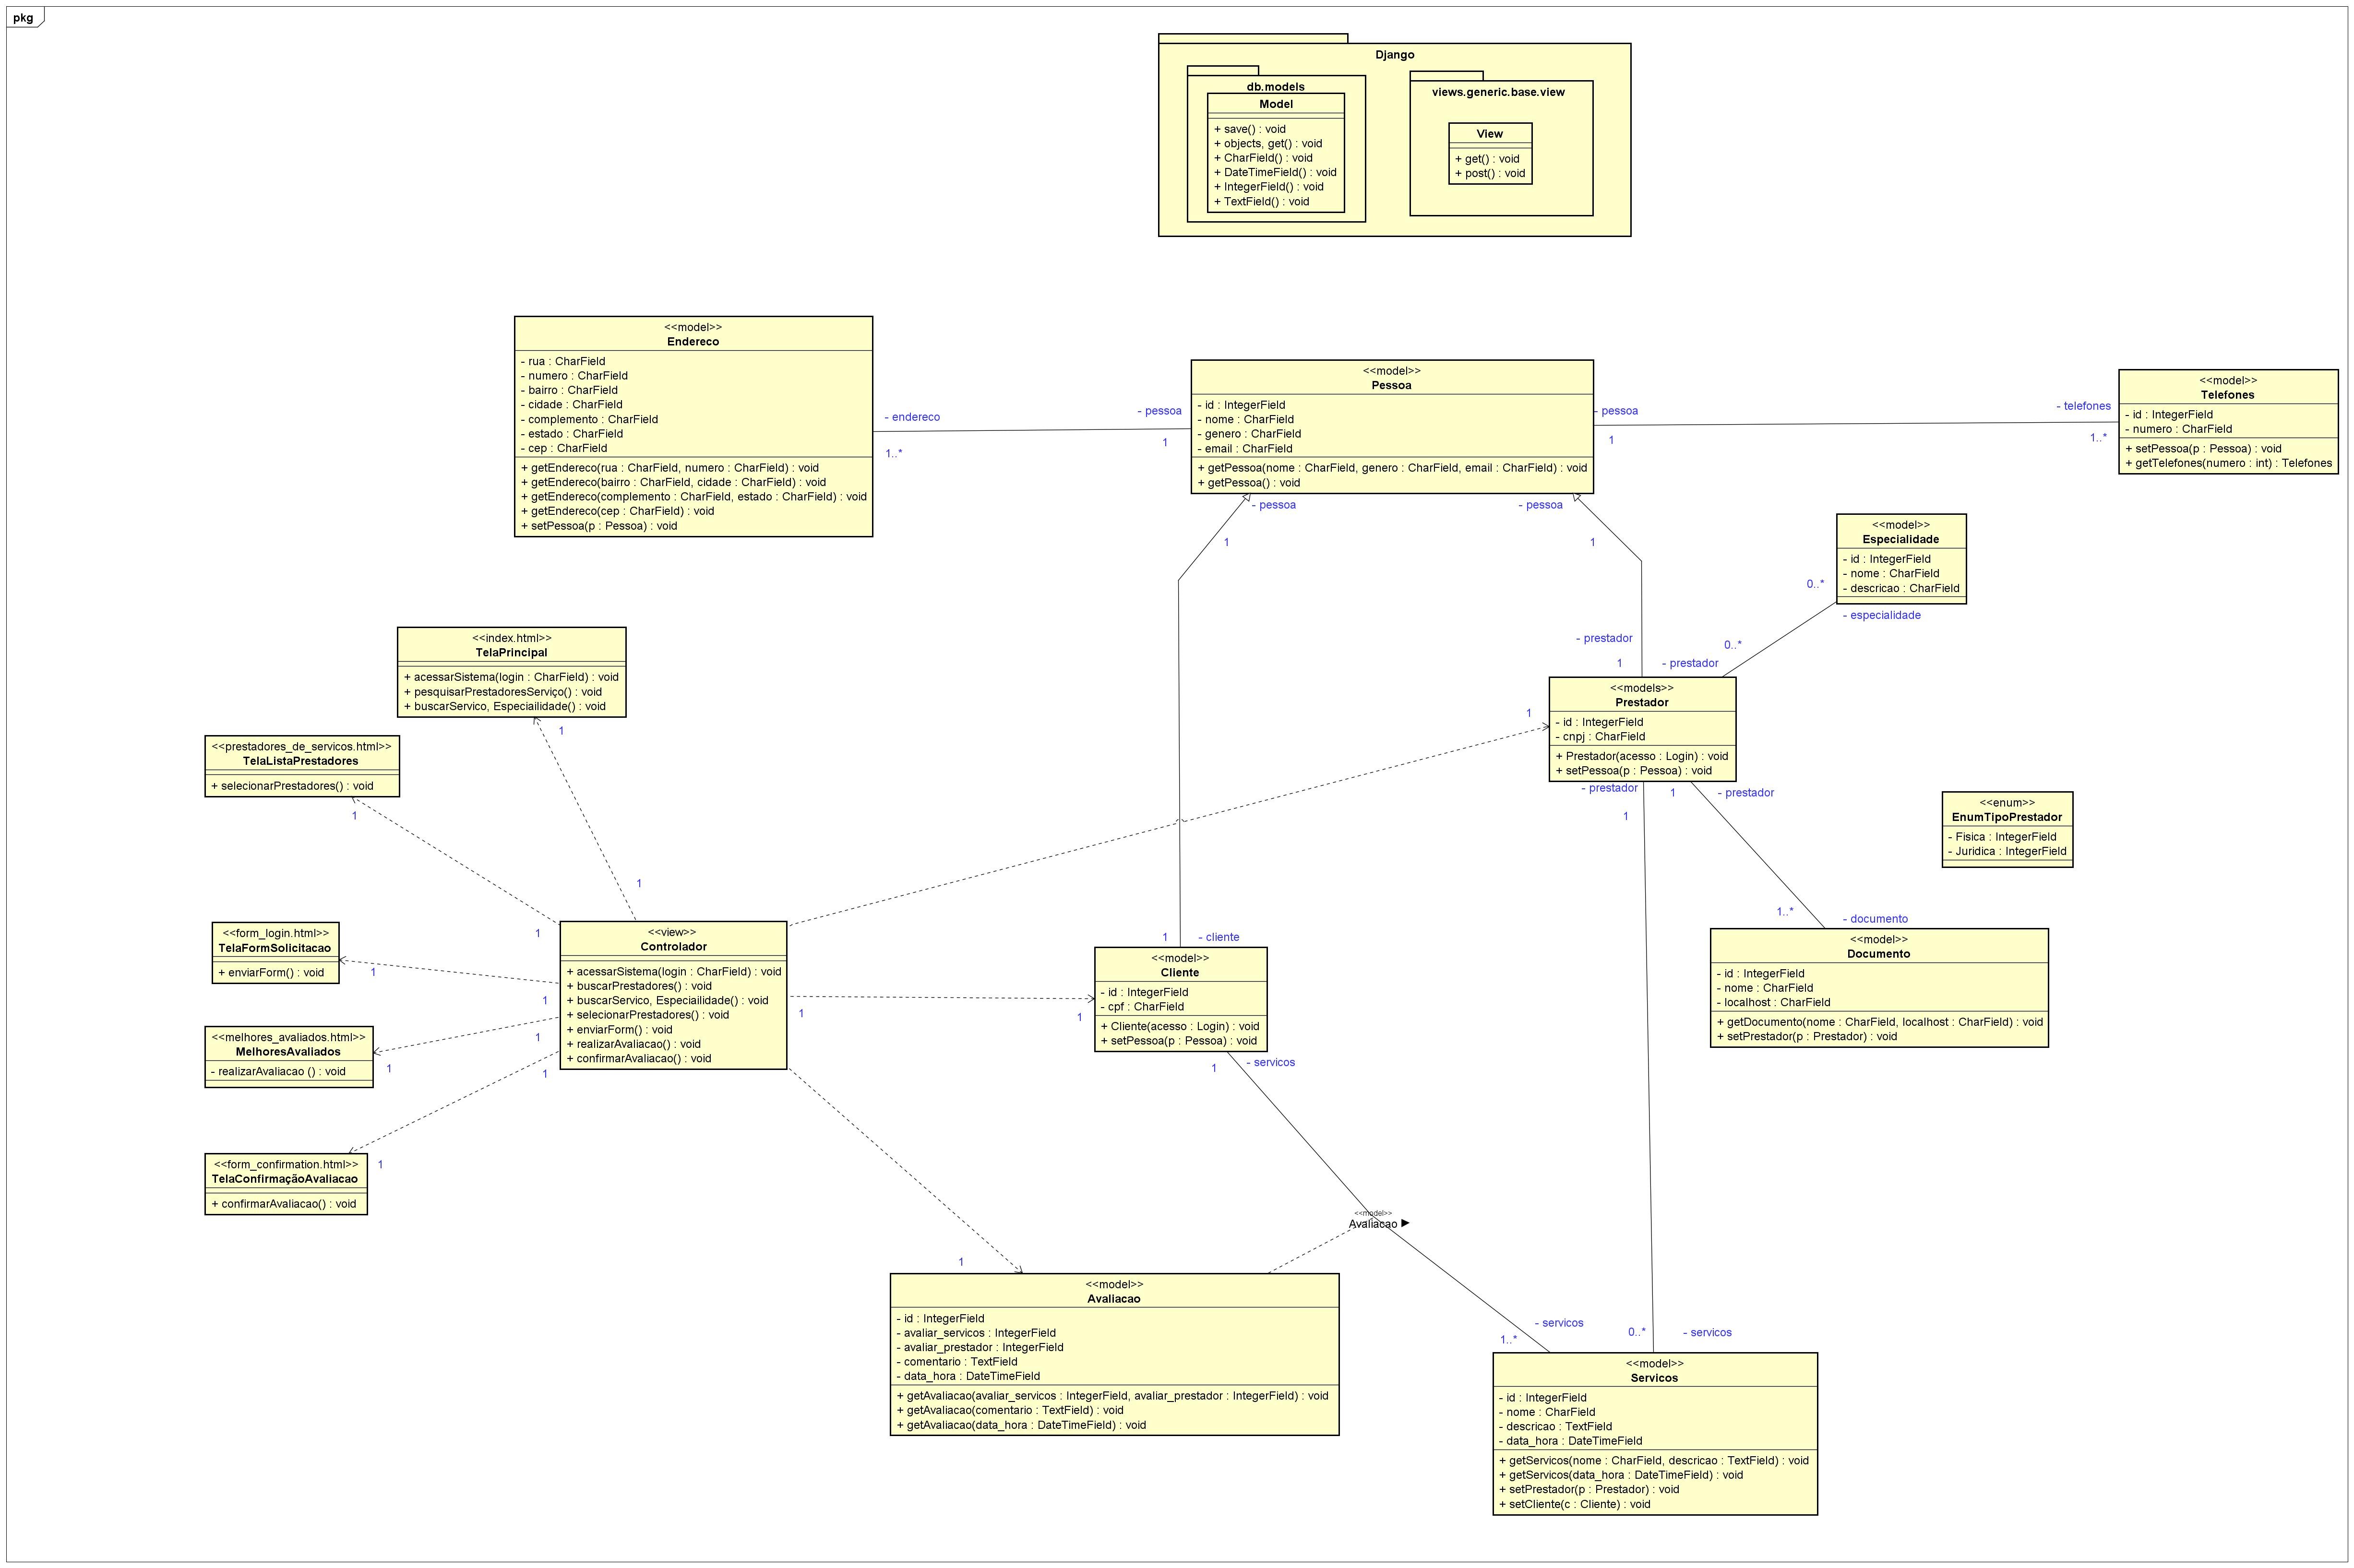 pkg
Django
db.models
Model
+ save() : void
+ objects, get() : void
+ CharField() : void
+ DateTimeField() : void
+ IntegerField() : void
+ TextField() : void
views.generic.base.view
View
+ get() : void
+ post() : void
<<model>>
Endereco
- rua : CharField
- numero : CharField
- bairro : CharField
- cidade : CharField
- complemento : CharField
- estado : CharField
- cep : CharField
+ getEndereco(rua : CharField, numero : CharField) : void
+ getEndereco(bairro : CharField, cidade : CharField) : void
+ getEndereco(complemento : CharField, estado : CharField) : void
+ getEndereco(cep : CharField) : void
+ setPessoa(p : Pessoa) : void
- endereco
1..*
- pessoa
1
<<model>>
Pessoa
- id : IntegerField
- nome : CharField
- genero : CharField
- email : CharField
+ getPessoa(nome : CharField, genero : CharField, email : CharField) : void
+ getPessoa() : void
- pessoa
1
- telefones
1..*
<<model>>
Telefones
- id : IntegerField
- numero : CharField
+ setPessoa(p : Pessoa) : void
+ getTelefones(numero : int) : Telefones
- pessoa
1
- pessoa
1
<<model>>
Especialidade
- id : IntegerField
- nome : CharField
- descricao : CharField
0..*
- especialidade
0..*
- prestador
- prestador
1
<<models>>
Prestador
- id : IntegerField
- cnpj : CharField
+ Prestador(acesso : Login) : void
+ setPessoa(p : Pessoa) : void
1
- prestador
1
1
- prestador
<<enum>>
EnumTipoPrestador
- Fisica : IntegerField
- Juridica : IntegerField
1..*
- documento
<<model>>
Documento
- id : IntegerField
- nome : CharField
- localhost : CharField
+ getDocumento(nome : CharField, localhost : CharField) : void
+ setPrestador(p : Prestador) : void
<<index.html>>
TelaPrincipal
+ acessarSistema(login : CharField) : void
+ pesquisarPrestadoresServiço() : void
+ buscarServico, Especiailidade() : void
1
1
<<prestadores_de_servicos.html>>
TelaListaPrestadores
+ selecionarPrestadores() : void
1
1
<<form_login.html>>
TelaFormSolicitacao
+ enviarForm() : void
1
1
<<melhores_avaliados.html>>
MelhoresAvaliados
- realizarAvaliacao () : void
1
1
<<form_confirmation.html>>
TelaConfirmaçãoAvaliacao
+ confirmarAvaliacao() : void
1
1
<<view>>
Controlador
+ acessarSistema(login : CharField) : void
+ buscarPrestadores() : void
+ buscarServico, Especiailidade() : void
+ selecionarPrestadores() : void
+ enviarForm() : void
+ realizarAvaliacao() : void
+ confirmarAvaliacao() : void
1
1
1
- cliente
<<model>>
Cliente
- id : IntegerField
- cpf : CharField
+ Cliente(acesso : Login) : void
+ setPessoa(p : Pessoa) : void
1
- servicos
<<model>>
Avaliacao
1
<<model>>
Avaliacao
- id : IntegerField
- avaliar_servicos : IntegerField
- avaliar_prestador : IntegerField
- comentario : TextField
- data_hora : DateTimeField
+ getAvaliacao(avaliar_servicos : IntegerField, avaliar_prestador : IntegerField) : void
+ getAvaliacao(comentario : TextField) : void
+ getAvaliacao(data_hora : DateTimeField) : void
- servicos
1..*
0..*
- servicos
<<model>>
Servicos
- id : IntegerField
- nome : CharField
- descricao : TextField
- data_hora : DateTimeField
+ getServicos(nome : CharField, descricao : TextField) : void
+ getServicos(data_hora : DateTimeField) : void
+ setPrestador(p : Prestador) : void
+ setCliente(c : Cliente) : void